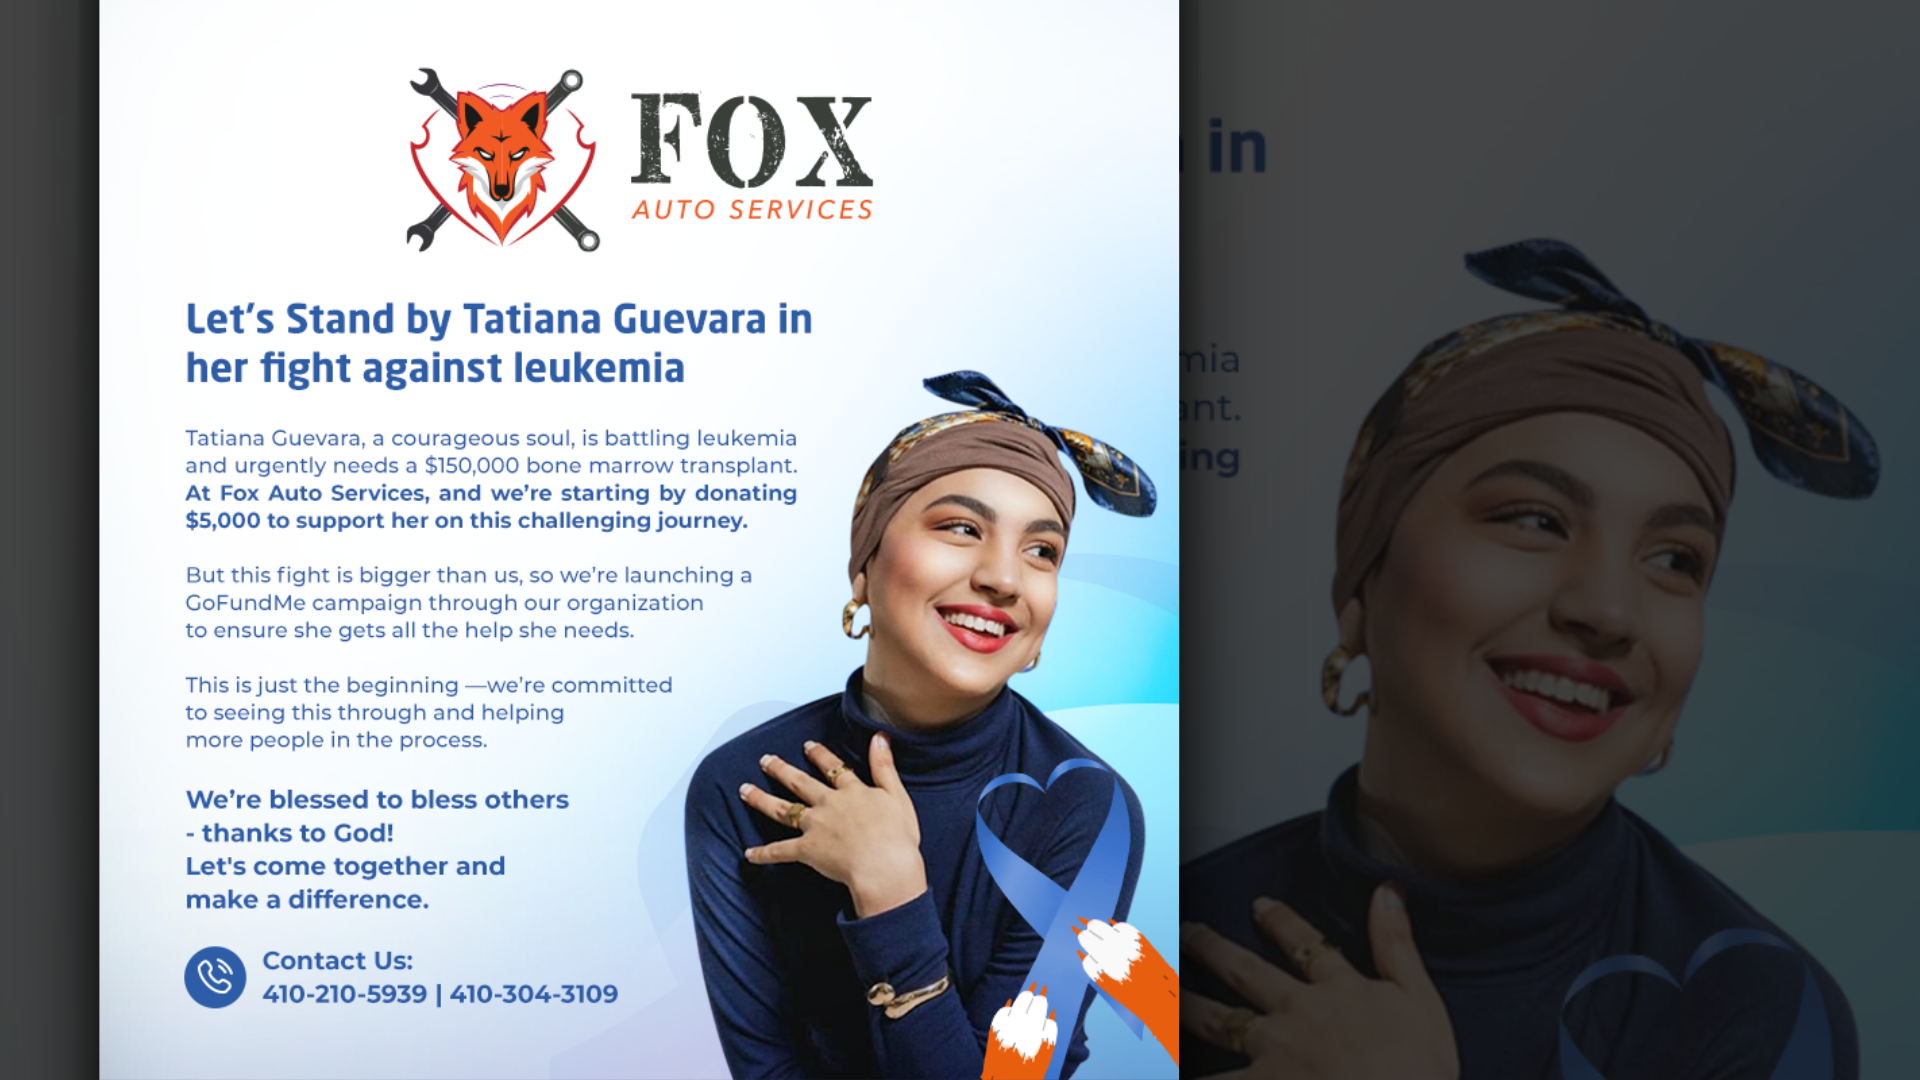 FOX
AUTO SERVICES
Let's Stand by Tatiana Guevara in
her fight against leukemia
Tatiana Guevara, a courageous soul, is battling leukemia
and urgently needs a $150,000 bone marrow transplant.
At Fox Auto Services, and we're starting by donating
$5,000 to support her on this challenging journey.
But this fight is bigger than us, so we're launching a
GoFundMe campaign through our organization
to ensure she gets all the help she needs.
This is just the beginning —we're committed
to seeing this through and helping
more people in the process.
We're blessed to bless others
- thanks to God!
Let's come together and
make a difference.
Contact Us:
410-210-5939 | 410-304-3109
in